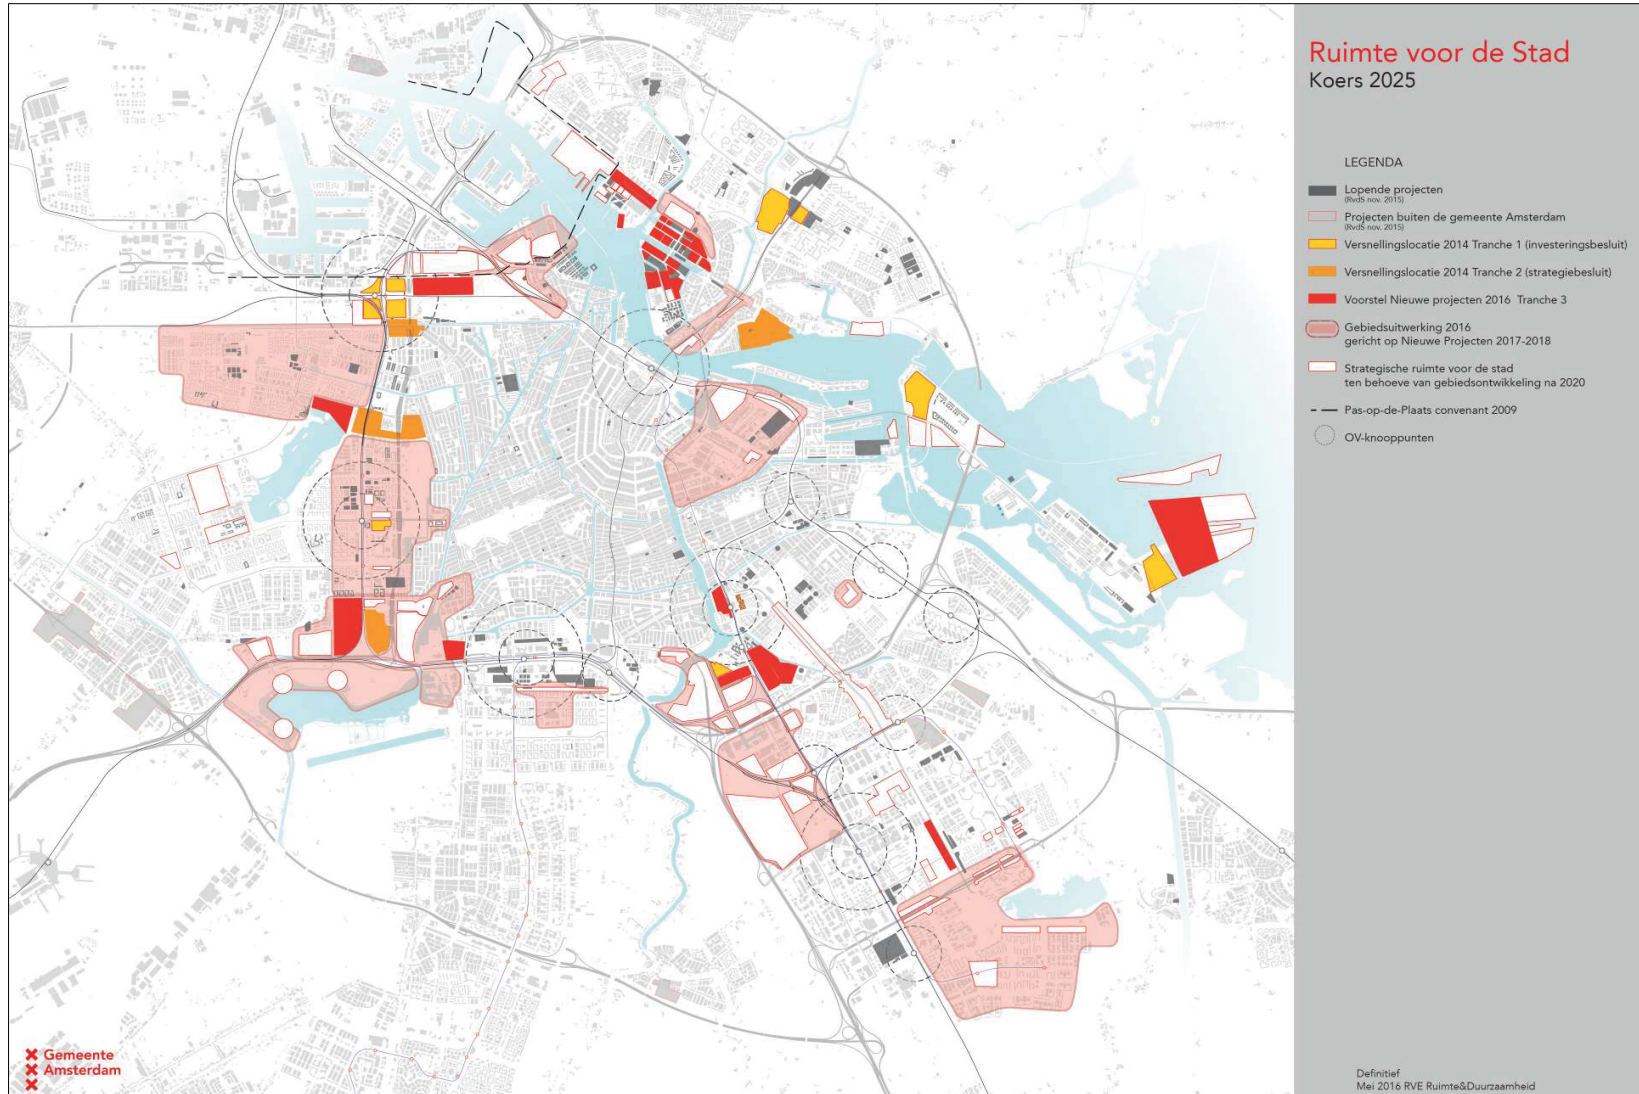 Ruimte voor de Stad
Koers 2025
LEGENDA
Lopende projecten
(RvdS nov. 2015)
Projecten buiten de gemeente Amsterdam
(RvdS nov. 2015)
Versnellingslocatie 2014 Tranche 1 (investeringsbesluit)
Versnellingslocatie 2014 Tranche 2 (strategiebesluit)
Voorstel Nieuwe projecten 2016 Tranche 3
Gebiedsuitwerking 2016
gericht op Nieuwe Projecten 2017-2018
Strategische ruimte voor de stad
ten behoeve van gebiedsontwikkeling na 2020
Pas-op-de-Plaats convenant 2009
OV-knooppunten
Gemeente
Amsterdam
Definitief
Mei 2016 RVE Ruimte&Duurzaamheid